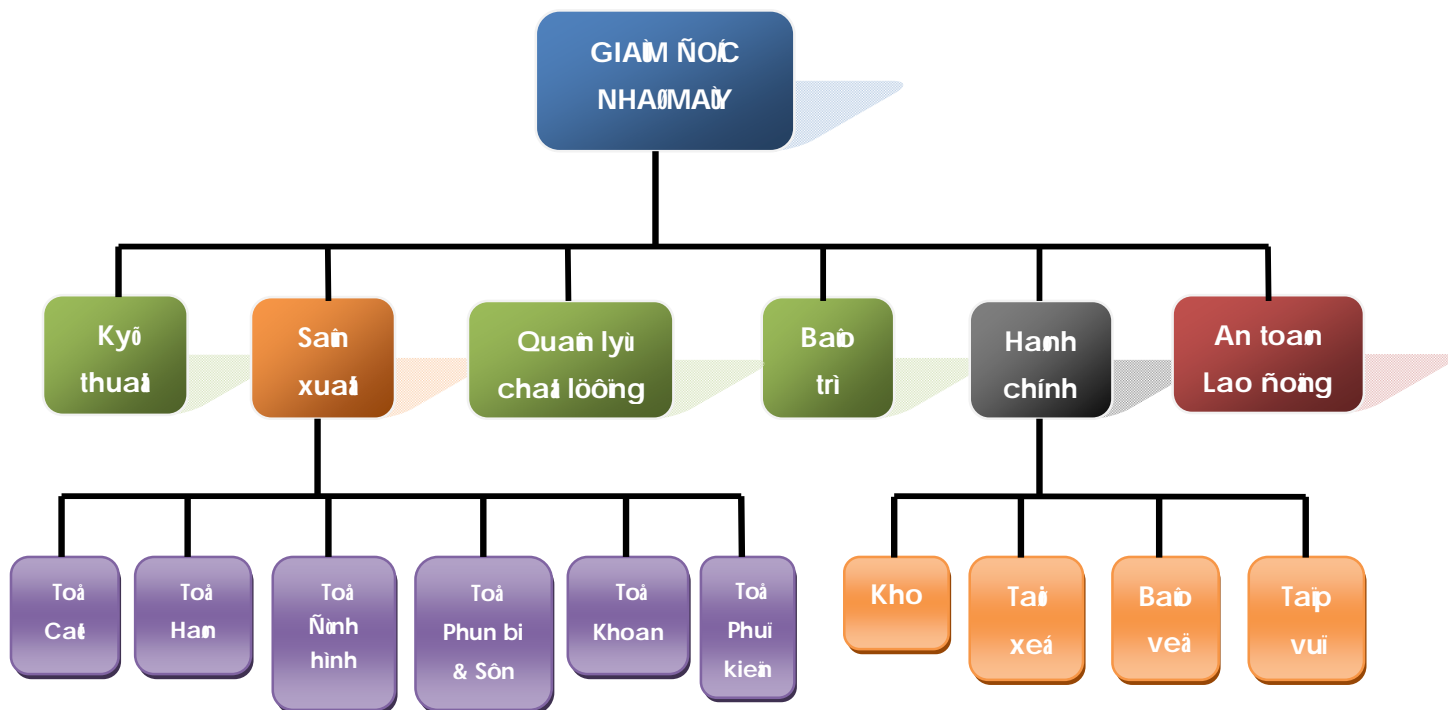 GIAÙM ÑOÁC
NHAØ MAÙY
Kyõ
thuaät
Saûn
xuaát
Quaûn lyù
chaát löôïng
Baûo
trì
Haønh
chính
An toaøn
Lao ñoäng
Toå
Caét
Toå
Haøn
Toå
Ñònh
hình
Toå
Phun bi
& Sôn
Toå
Khoan
Toå
Phuï
kieän
Kho
Taøi
xeá
Baûo
veä
Taïp
vuï